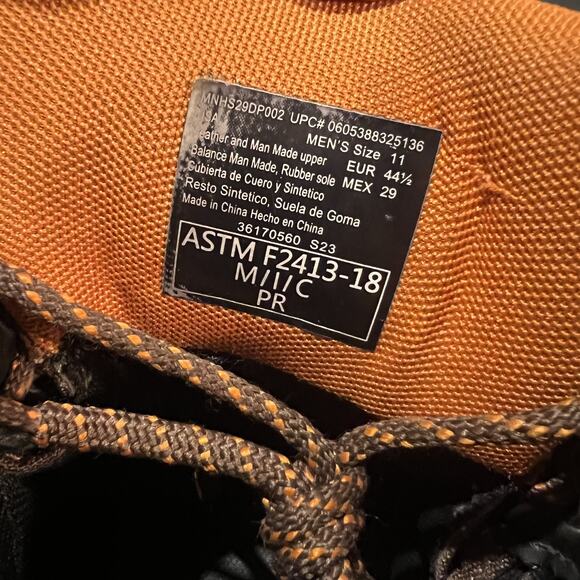 MNHS29DP002 UPC# 0605388325136
MEN'S Size 11
Leather and Man Made upper EUR 44½
Balance Man Made, Rubber sole MEX 29
Cubierta de Cuero y Sintetico
Resto Sintetico, Suela de Goma
Made in China Hecho en China
36170560 S23
ASTM F2413-18
M/I/C
PR